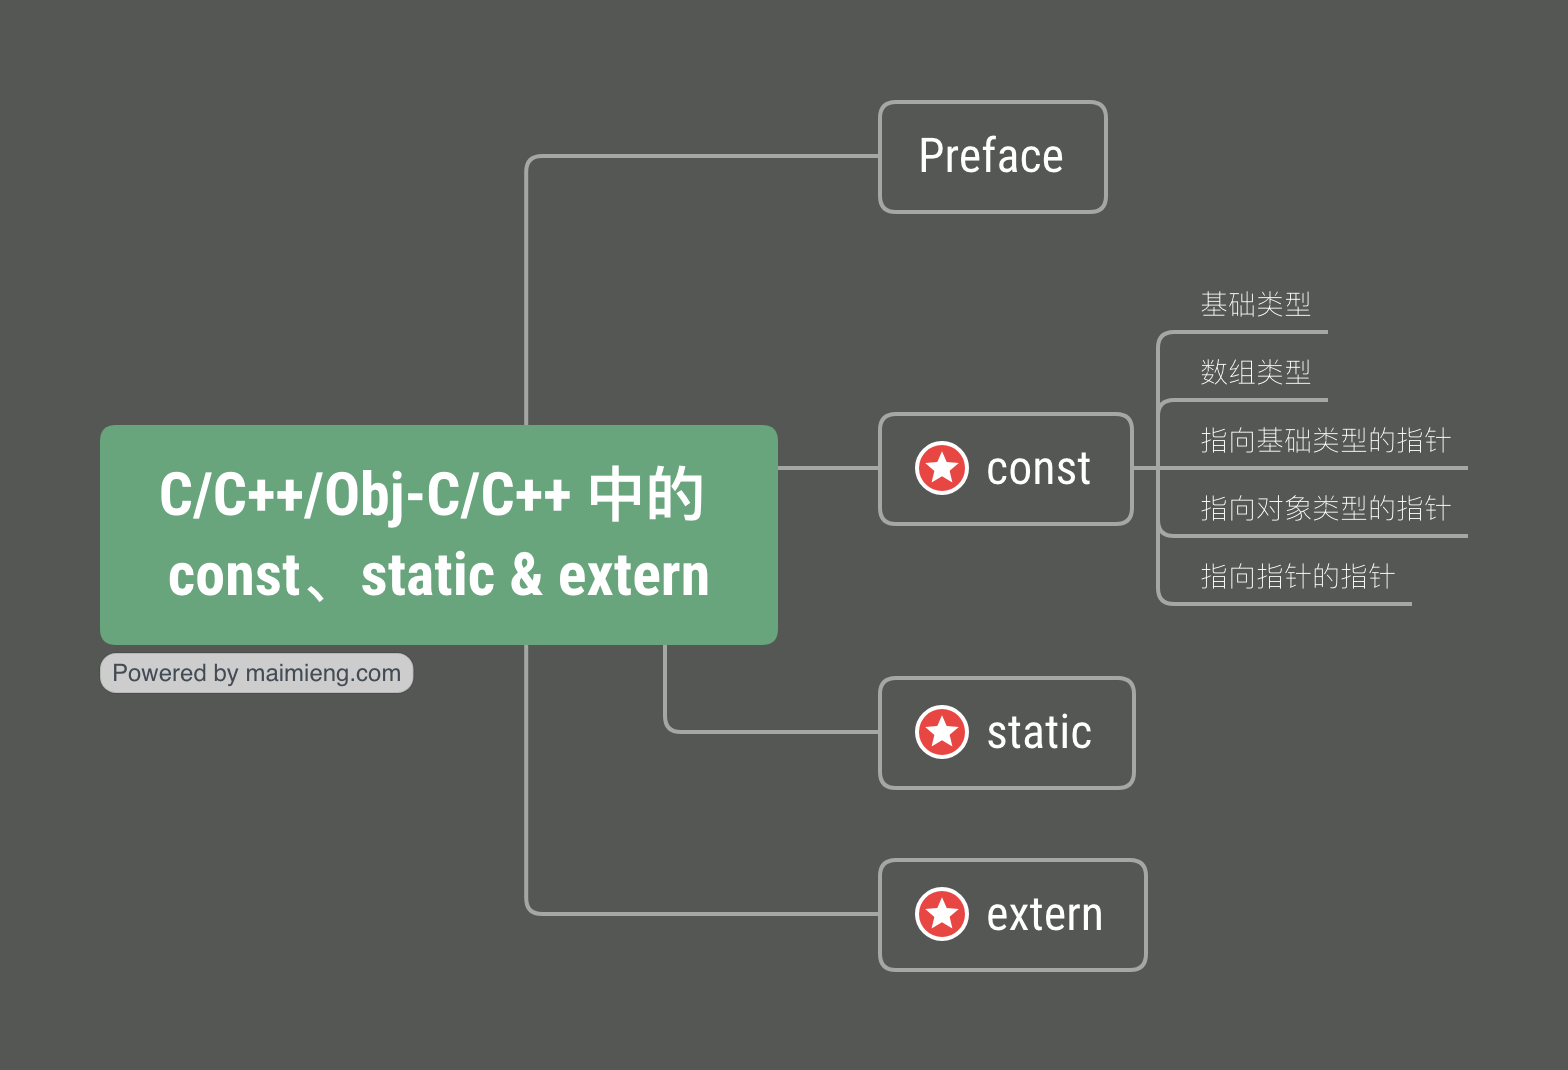 Preface
基础类型
数组类型
指向基础类型的指针
const
指向对象类型的指针
指向指针的指针
C/C++/Obj-C/C++ 中的
const、static & extern
Powered by maimieng.com
static
extern